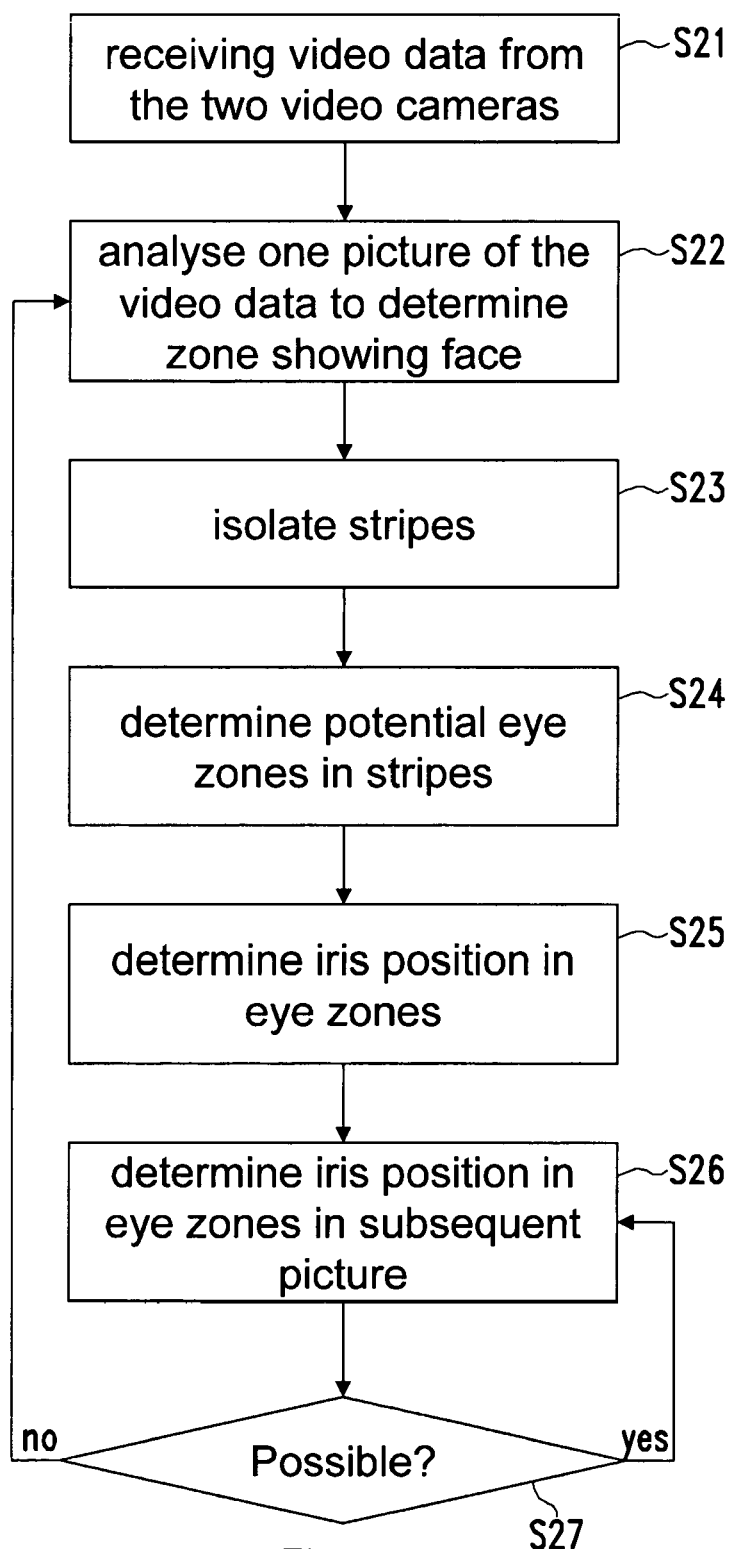 receiving video data from
the two video cameras
S21
analyse one picture of the
video data to determine
zone showing face
S22
isolate stripes
S23
determine potential eye
zones in stripes
S24
determine iris position in
eye zones
S25
determine iris position in
eye zones in subsequent
picture
S26
no
Possible?
yes
S27